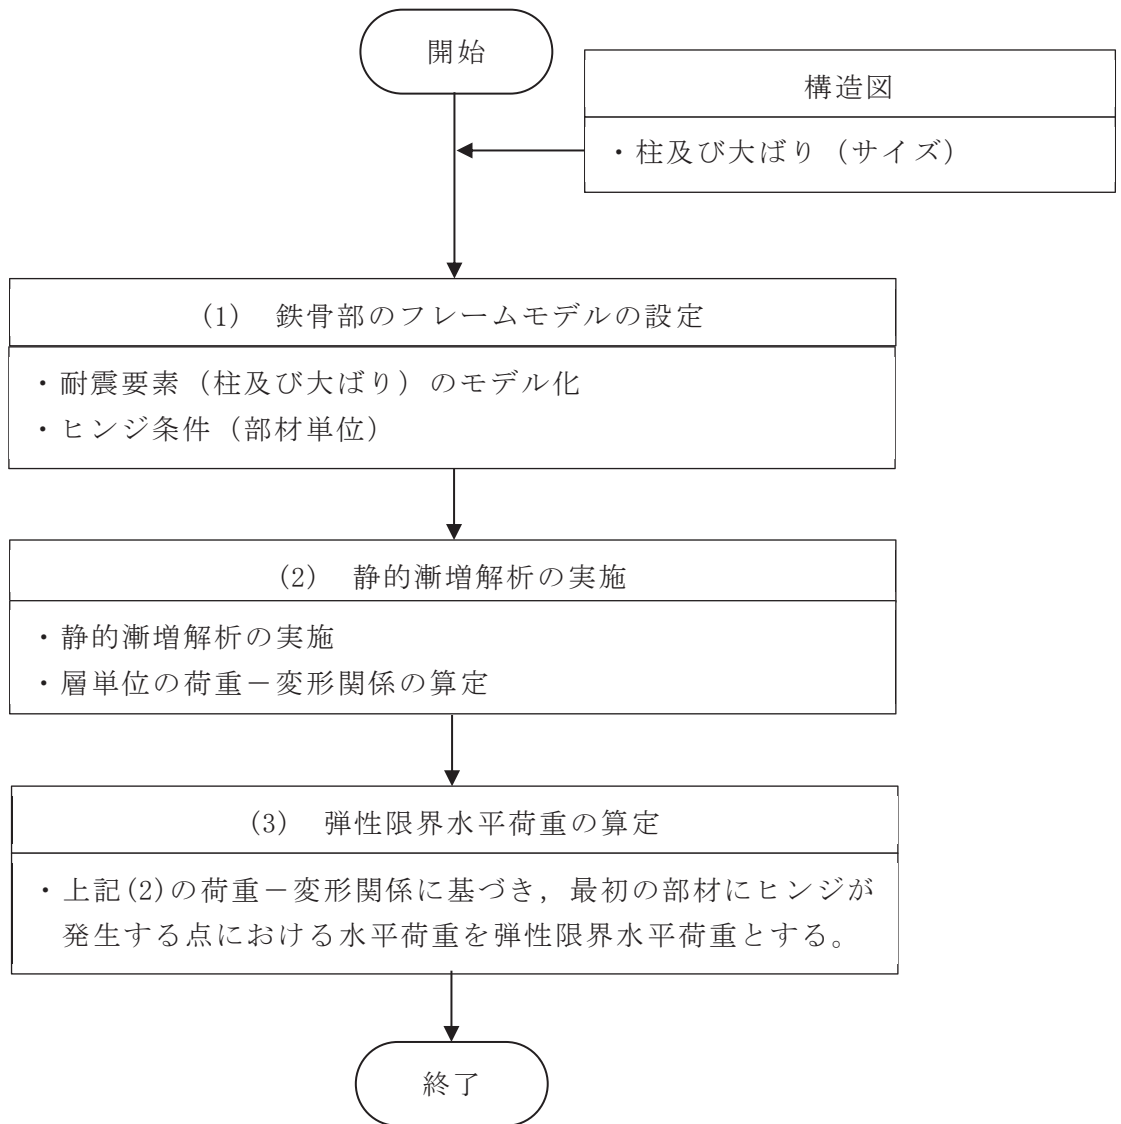 開始
構造図
・柱及び大ばり（サイズ）
(1)　鉄骨部のフレームモデルの設定
・耐震要素（柱及び大ばり）のモデル化
・ヒンジ条件（部材単位）
(2)　静的漸増解析の実施
・静的漸増解析の実施
・層単位の荷重－変形関係の算定
(3)　弾性限界水平荷重の算定
・上記(2)の荷重－変形関係に基づき，最初の部材にヒンジが
発生する点における水平荷重を弾性限界水平荷重とする。
終了